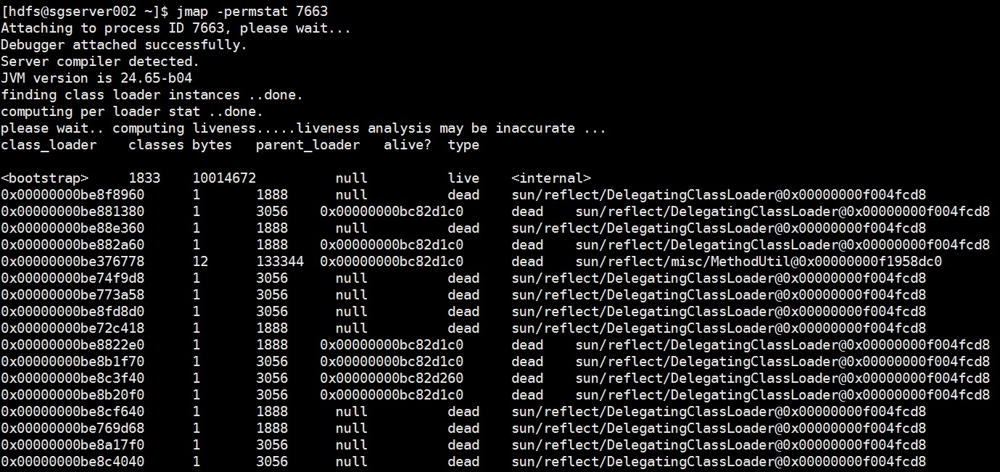 [hdfs@sgserver002 ~]$ jmap -permstat 7663
Attaching to process ID 7663, please wait...
Debugger attached successfully.
Server compiler detected.
JVM version is 24.65-b04
finding class loader instances ..done.
computing per loader stat ..done.
please wait.. computing liveness.....liveness analysis may be inaccurate ...
class_loader    classes bytes   parent_loader   alive?  type
<bootstrap>     1833    10014672          null          live    <internal>
0x00000000be8f8960      1       1888      null          dead    sun/reflect/DelegatingClassLoader@0x00000000f004fcd8
0x00000000be881380      1       3056    0x00000000bc82d1c0      dead    sun/reflect/DelegatingClassLoader@0x00000000f004fcd8
0x00000000be88e360      1       1888      null          dead    sun/reflect/DelegatingClassLoader@0x00000000f004fcd8
0x00000000be882a60      1       1888    0x00000000bc82d1c0      dead    sun/reflect/DelegatingClassLoader@0x00000000f004fcd8
0x00000000be376778      12      133344  0x00000000bc82d1c0      dead    sun/reflect/misc/MethodUtil@0x00000000f1958dc0
0x00000000be74f9d8      1       3056      null          dead    sun/reflect/DelegatingClassLoader@0x00000000f004fcd8
0x00000000be773a58      1       3056      null          dead    sun/reflect/DelegatingClassLoader@0x00000000f004fcd8
0x00000000be8fd8d0      1       3056      null          dead    sun/reflect/DelegatingClassLoader@0x00000000f004fcd8
0x00000000be72c418      1       1888      null          dead    sun/reflect/DelegatingClassLoader@0x00000000f004fcd8
0x00000000be8822e0      1       1888    0x00000000bc82d1c0      dead    sun/reflect/DelegatingClassLoader@0x00000000f004fcd8
0x00000000be8b1f70      1       3056    0x00000000bc82d1c0      dead    sun/reflect/DelegatingClassLoader@0x00000000f004fcd8
0x00000000be8c3f40      1       3056    0x00000000bc82d260      dead    sun/reflect/DelegatingClassLoader@0x00000000f004fcd8
0x00000000be8b20f0      1       3056    0x00000000bc82d1c0      dead    sun/reflect/DelegatingClassLoader@0x00000000f004fcd8
0x00000000be8cf640      1       1888      null          dead    sun/reflect/DelegatingClassLoader@0x00000000f004fcd8
0x00000000be769d68      1       1888      null          dead    sun/reflect/DelegatingClassLoader@0x00000000f004fcd8
0x00000000be8a17f0      1       3056      null          dead    sun/reflect/DelegatingClassLoader@0x00000000f004fcd8
0x00000000be8c4040      1       3056      null          dead    sun/reflect/DelegatingClassLoader@0x00000000f004fcd8